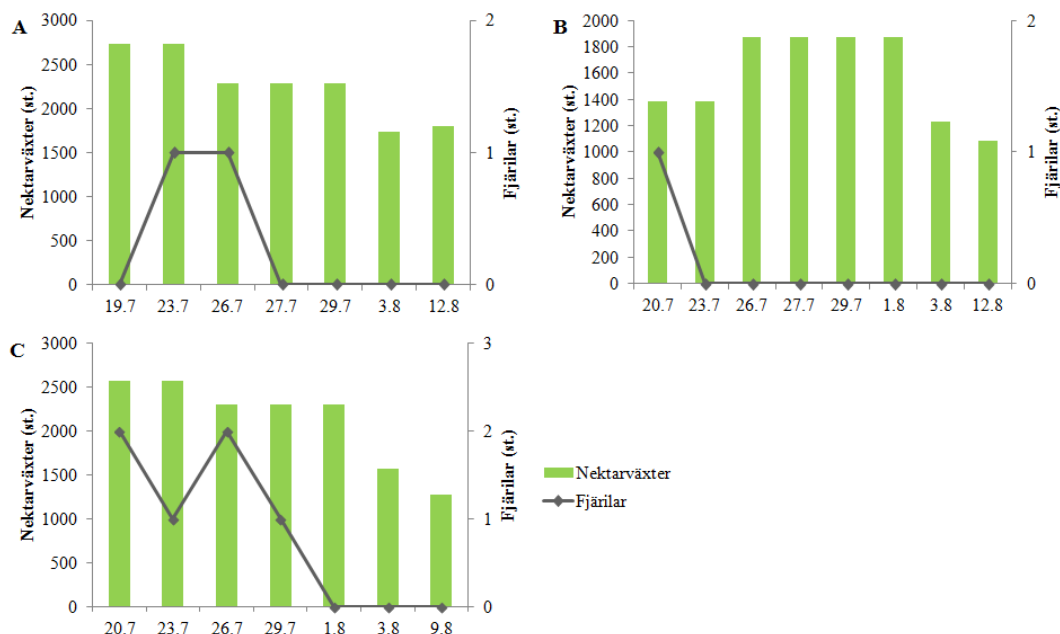 A
Nektarväxter (st.)
3000
2500
2000
1500
1000
500
0
2
1
0
Fjärilar (st.)
19.7 23.7 26.7 27.7 29.7 3.8 12.8
B
Nektarväxter (st.)
2000
1800
1600
1400
1200
1000
800
600
400
200
0
2
1
0
Fjärilar (st.)
20.7 23.7 26.7 27.7 29.7 1.8 3.8 12.8
C
Nektarväxter (st.)
3000
2500
2000
1500
1000
500
0
3
2
1
0
Fjärilar (st.)
20.7 23.7 26.7 29.7 1.8 3.8 9.8
Nektarväxter
Fjärilar